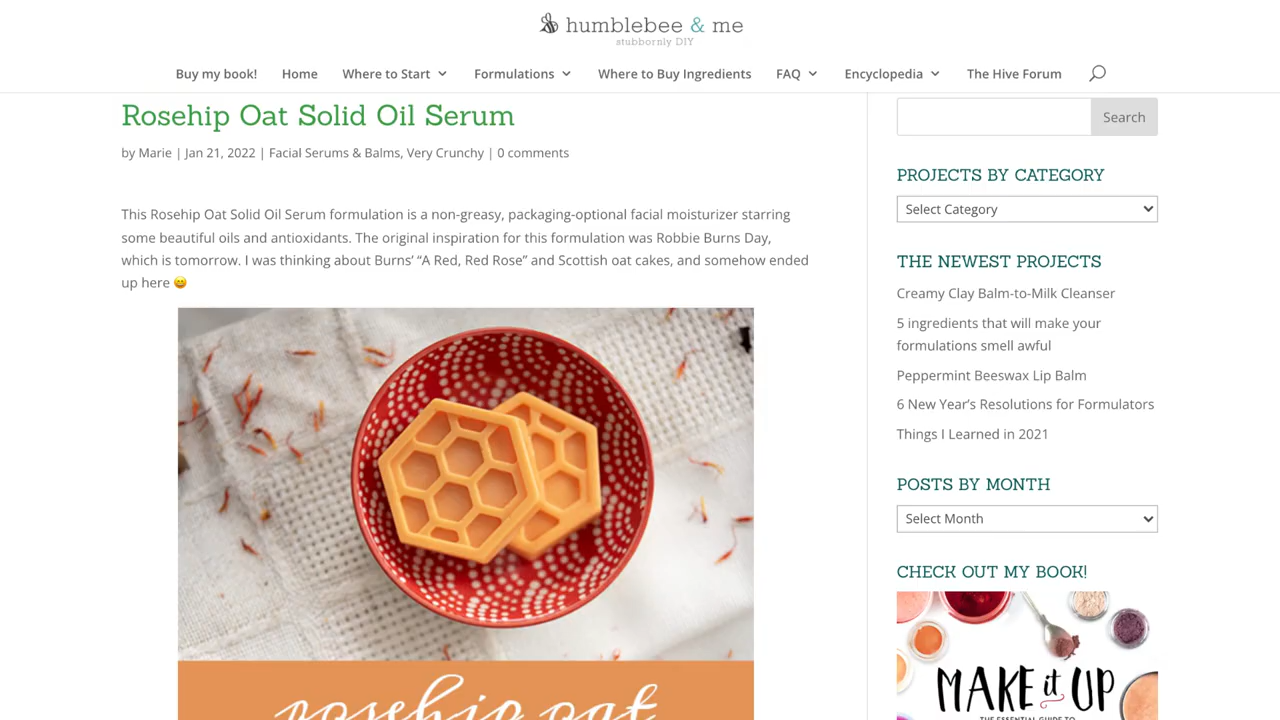 humblebee & me
stubbornly DIY
Buy my book! Home Where to Start Formulations Where to Buy Ingredients FAQ Encyclopedia The Hive Forum
Rosehip Oat Solid Oil Serum
by Marie | Jan 21, 2022 | Facial Serums & Balms, Very Crunchy | 0 comments
This Rosehip Oat Solid Oil Serum formulation is a non-greasy, packaging-optional facial moisturizer starring
some beautiful oils and antioxidants. The original inspiration for this formulation was Robbie Burns Day,
which is tomorrow. I was thinking about Burns’ “A Red, Red Rose” and Scottish oat cakes, and somehow ended
up here 😄
rosehip oat
Search
PROJECTS BY CATEGORY
Select Category
THE NEWEST PROJECTS
Creamy Clay Balm-to-Milk Cleanser
5 ingredients that will make your
formulations smell awful
Peppermint Beeswax Lip Balm
6 New Year’s Resolutions for Formulators
Things I Learned in 2021
POSTS BY MONTH
Select Month
CHECK OUT MY BOOK!
MAKE it UP
THE ESSENTIAL GUIDE TO